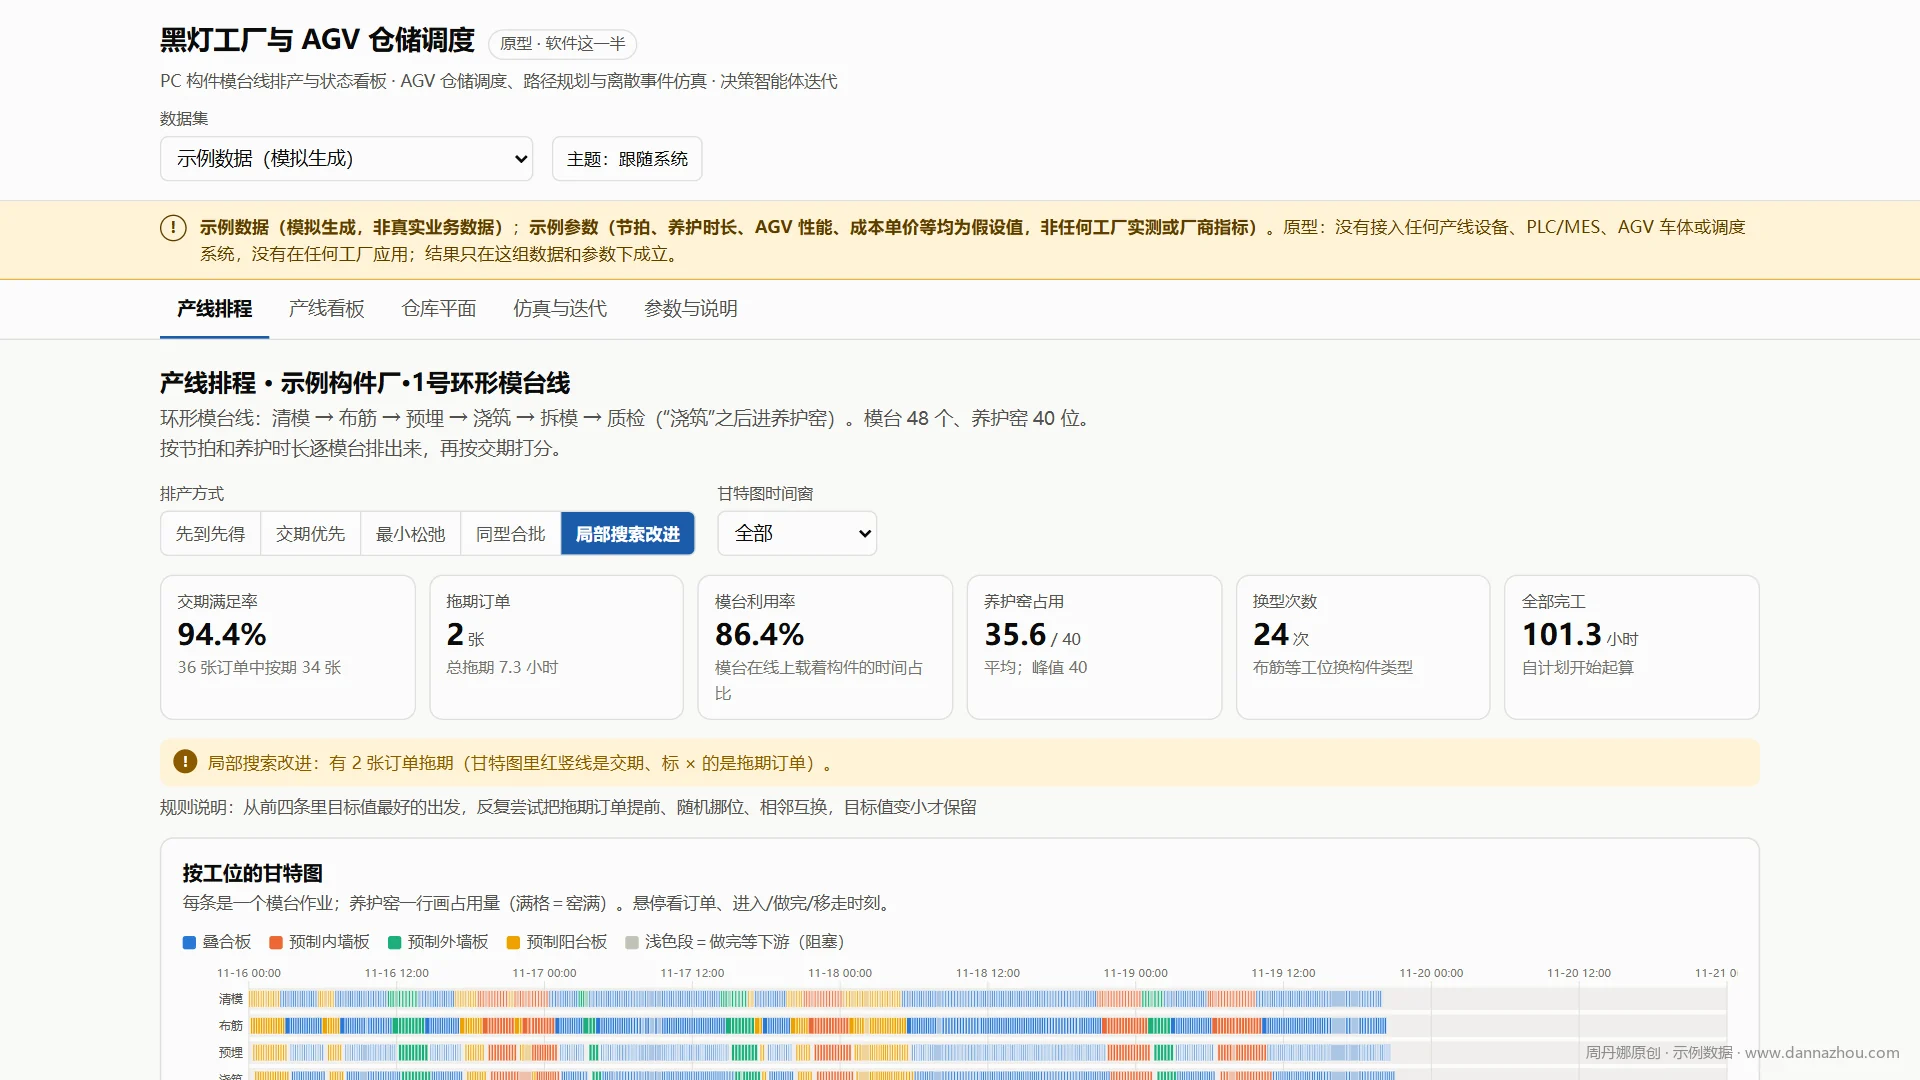 黑灯工厂与 AGV 仓储调度
原型 · 软件这一半
PC 构件模台线排产与状态看板 · AGV 仓储调度、路径规划与离散事件仿真 · 决策智能体迭代
数据集
示例数据（模拟生成）
主题：跟随系统
! 示例数据（模拟生成，非真实业务数据）；示例参数（节拍、养护时长、AGV 性能、成本单价等均为假设值，非任何工厂实测或厂商指标）。原型：没有接入任何产线设备、PLC/MES、AGV 车体或调度
系统，没有在任何工厂应用；结果只在这组数据和参数下成立。
产线排程 产线看板 仓库平面 仿真与迭代 参数与说明
产线排程 • 示例构件厂·1号环形模台线
环形模台线：清模 → 布筋 → 预埋 → 浇筑 → 拆模 → 质检（“浇筑”之后进养护窑）。模台 48 个、养护窑 40 位。
按节拍和养护时长逐模台排出来，再按交期打分。
排产方式
先到先得 交期优先 最小松弛 同型合批 局部搜索改进
甘特图时间窗
全部
交期满足率
94.4%
36 张订单中按期 34 张
拖期订单
2 张
总拖期 7.3 小时
模台利用率
86.4%
模台在线上载着构件的时间占
比
养护窑占用
35.6 / 40
平均；峰值 40
换型次数
24 次
布筋等工位换构件类型
全部完工
101.3 小时
自计划开始起算
! 局部搜索改进：有 2 张订单拖期（甘特图里红竖线是交期、标 × 的是拖期订单）。
规则说明：从前四条里目标值最好的出发，反复尝试把拖期订单提前、随机挪位、相邻互换，目标值变小才保留
按工位的甘特图
每条是一个模台作业；养护窑一行画占用量（满格＝窑满）。悬停看订单、进入/做完/移走时刻。
叠合板 预制内墙板 预制外墙板 预制阳台板 浅色段＝做完等下游（阻塞）
11-16 00:00 11-16 12:00 11-17 00:00 11-17 12:00 11-18 00:00 11-18 12:00 11-19 00:00 11-19 12:00 11-20 00:00 11-20 12:00 11-21 0
清模
布筋
预埋
浇筑
周丹娜原创 · 示例数据 · www.dannazhou.com